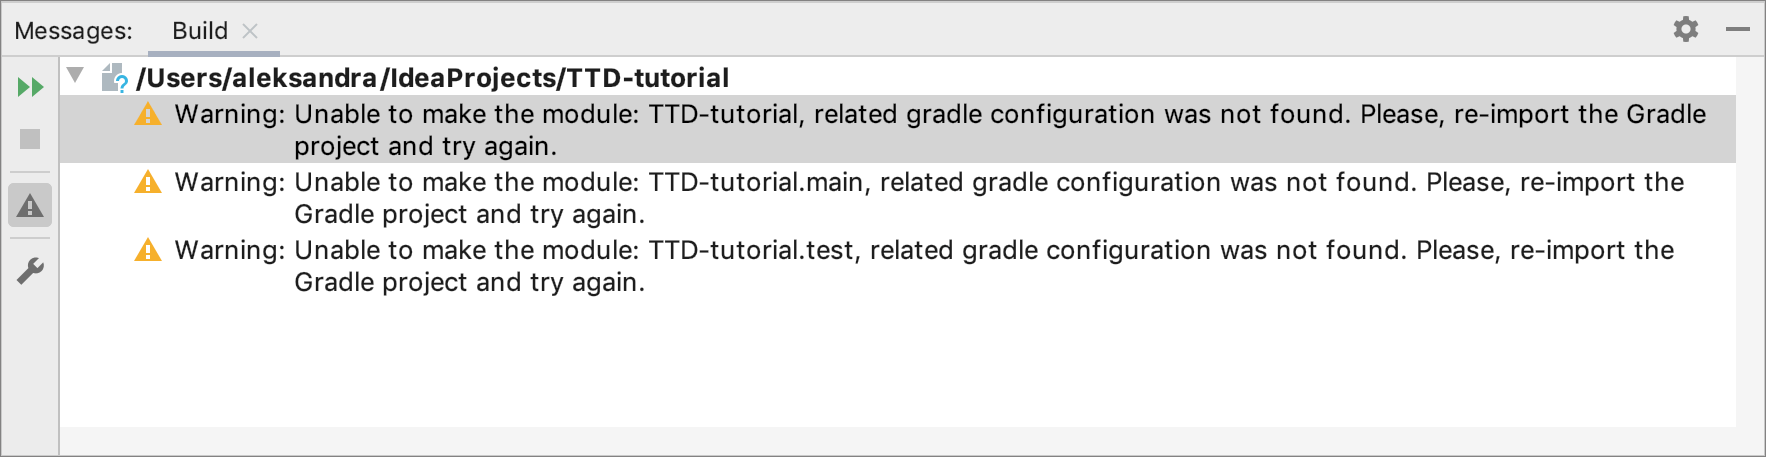 Messages: Build
/Users/aleksandra/IdeaProjects/TTD-tutorial
Warning: Unable to make the module: TTD-tutorial, related gradle configuration was not found. Please, re-import the Gradle
project and try again.
Warning: Unable to make the module: TTD-tutorial.main, related gradle configuration was not found. Please, re-import the
Gradle project and try again.
Warning: Unable to make the module: TTD-tutorial.test, related gradle configuration was not found. Please, re-import the
Gradle project and try again.